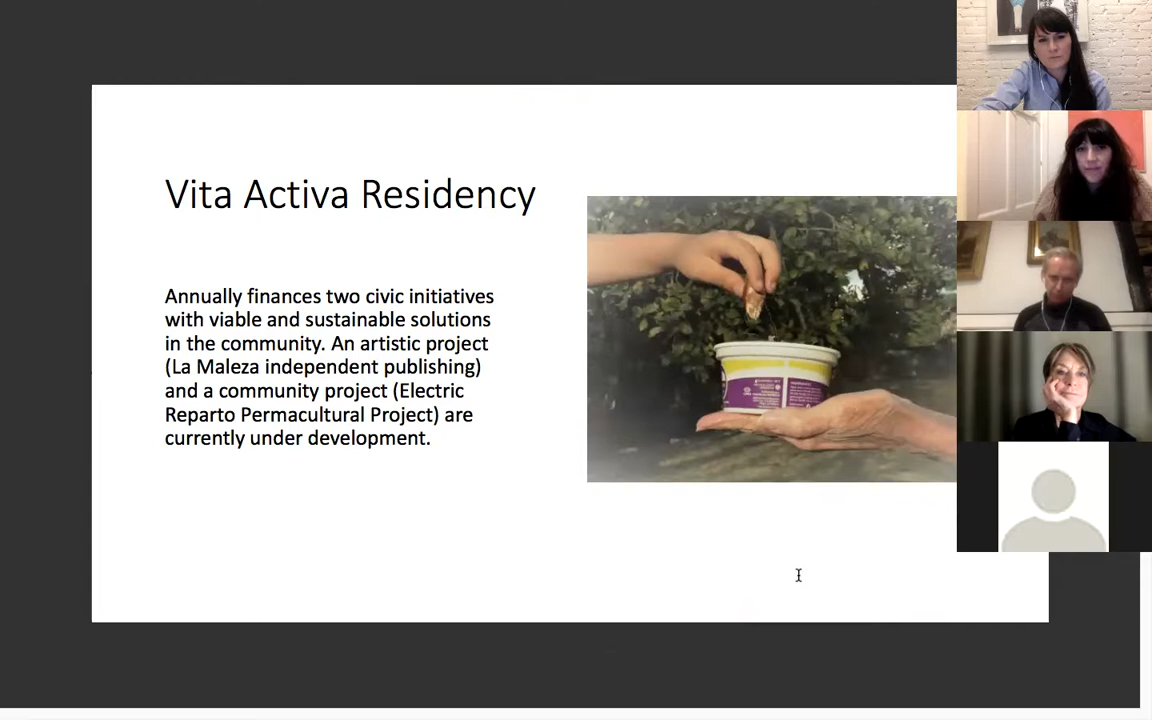 Vita Activa Residency
Annually finances two civic initiatives
with viable and sustainable solutions
in the community. An artistic project
(La Maleza independent publishing)
and a community project (Electric
Reparto Permacultural Project) are
currently under development.